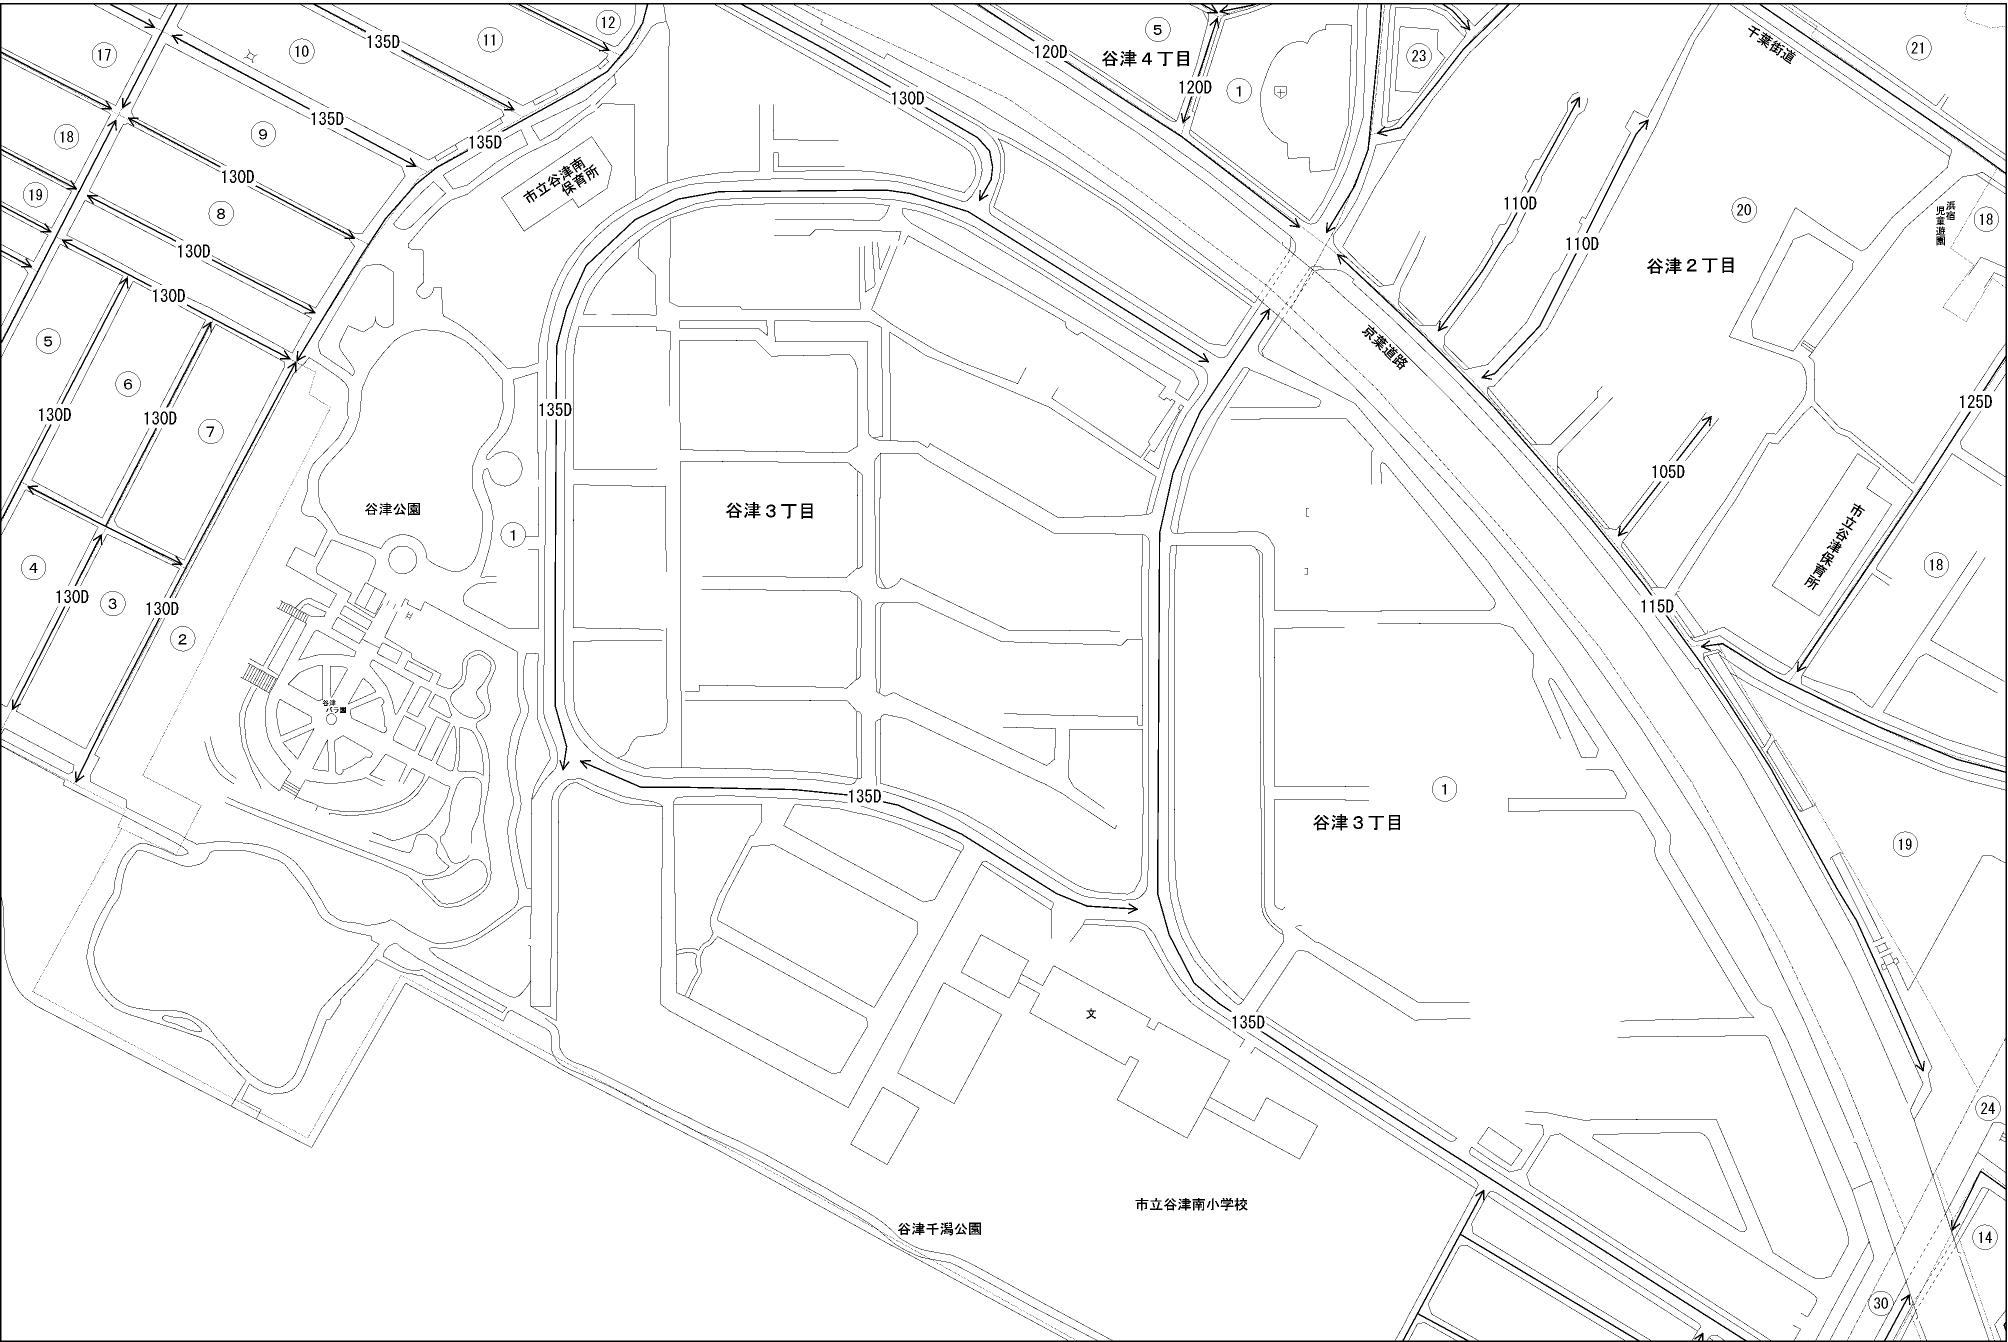 12
5
11
135D
17
10
120D
谷津４丁目
23
21
千葉街道
1
120D
130D
135D
9
18
135D
130D
市立谷津南
保育所
19
8
110D
20
浜宿
児童遊園
18
130D
110D
谷津２丁目
130D
5
京葉道路
6
125D
130D
130D
135D
7
105D
谷津公園
谷津３丁目
1
市立谷津保育所
4
18
130D
3
130D
115D
2
谷津
バラ園
135D
1
谷津３丁目
19
文
135D
24
市立谷津南小学校
谷津千潟公園
14
30